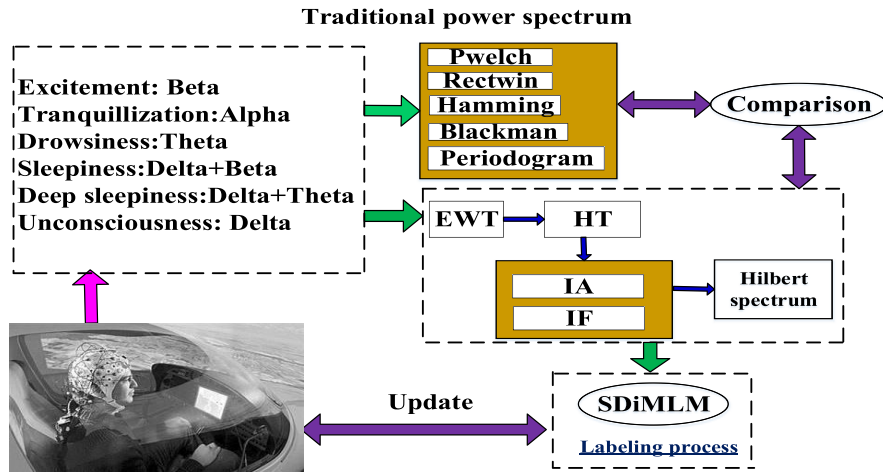 Traditional power spectrum
Excitement: Beta
Tranquillization:Alpha
Drowsiness:Theta
Sleepiness:Delta+Beta
Deep sleepiness:Delta+Theta
Unconsciousness: Delta
Pwelch
Rectwin
Hamming
Blackman
Periodogram
Comparison
EWT
HT
IA
IF
Hilbert
spectrum
Update
SDiMLM
Labeling process